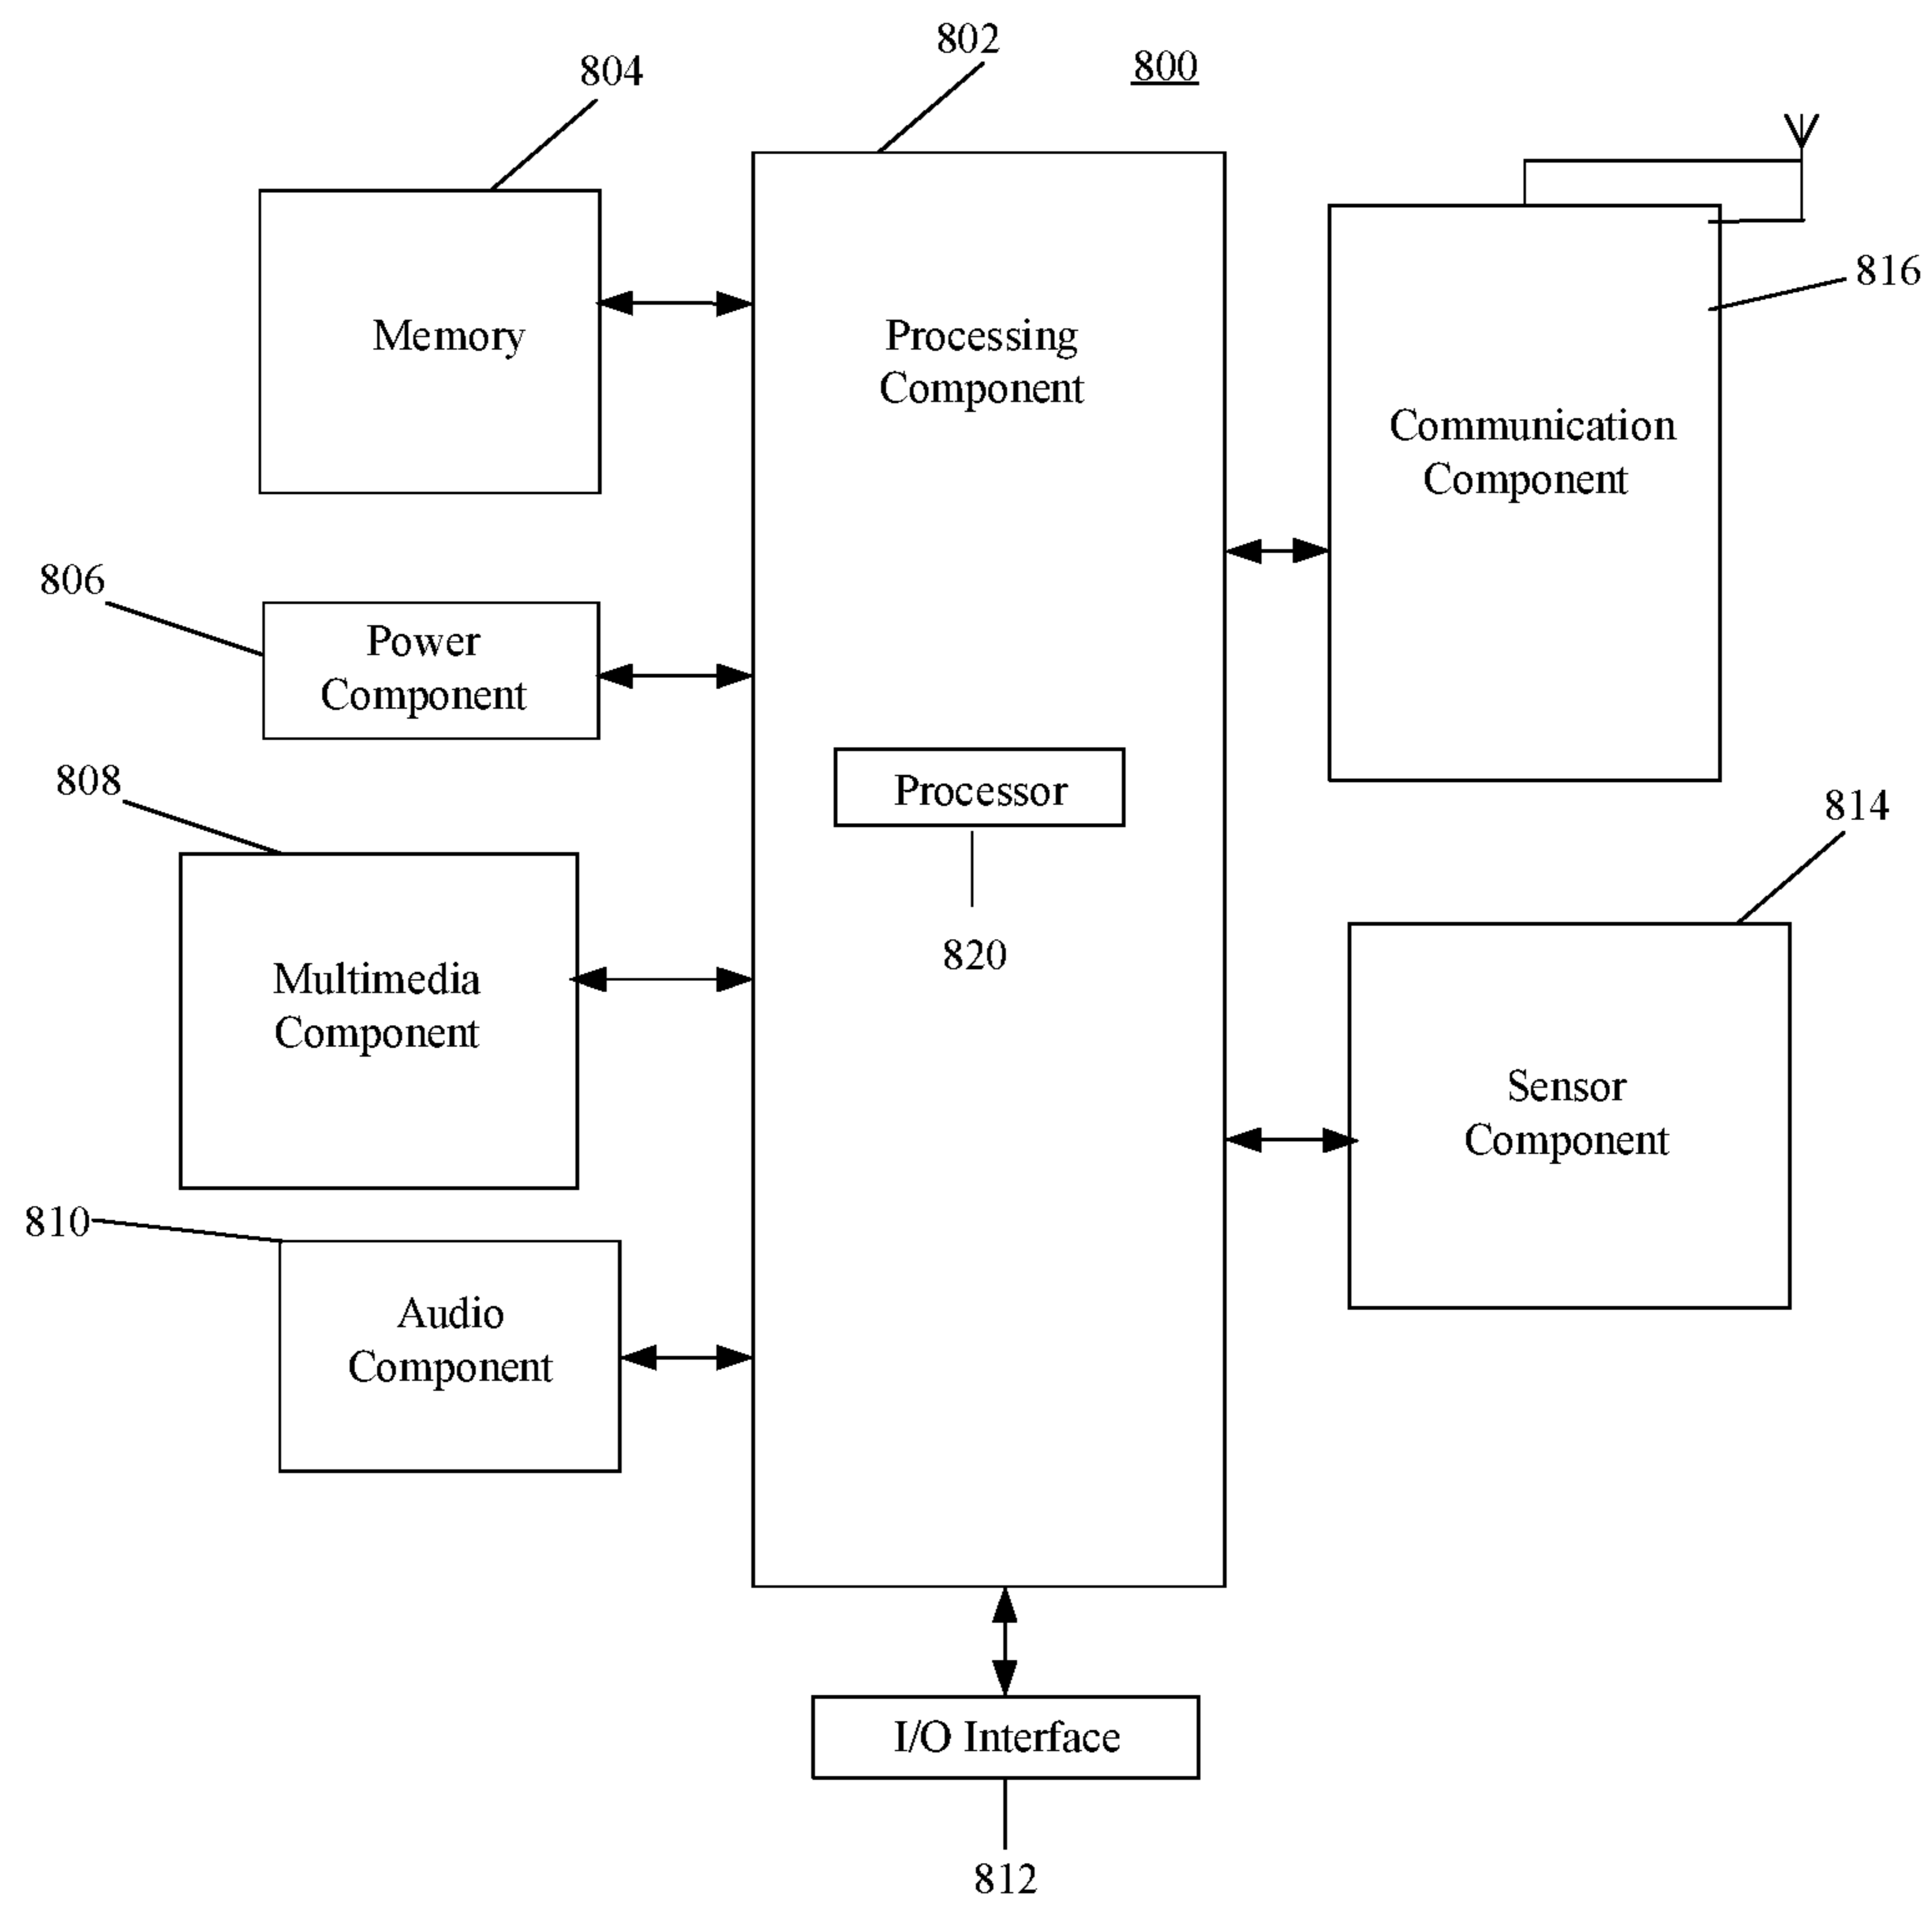 802
800
804
Memory
Processing
Component
816
Communication
Component
806
Power
Component
808
Processor
814
820
Multimedia
Component
Sensor
Component
810
Audio
Component
I/O Interface
812